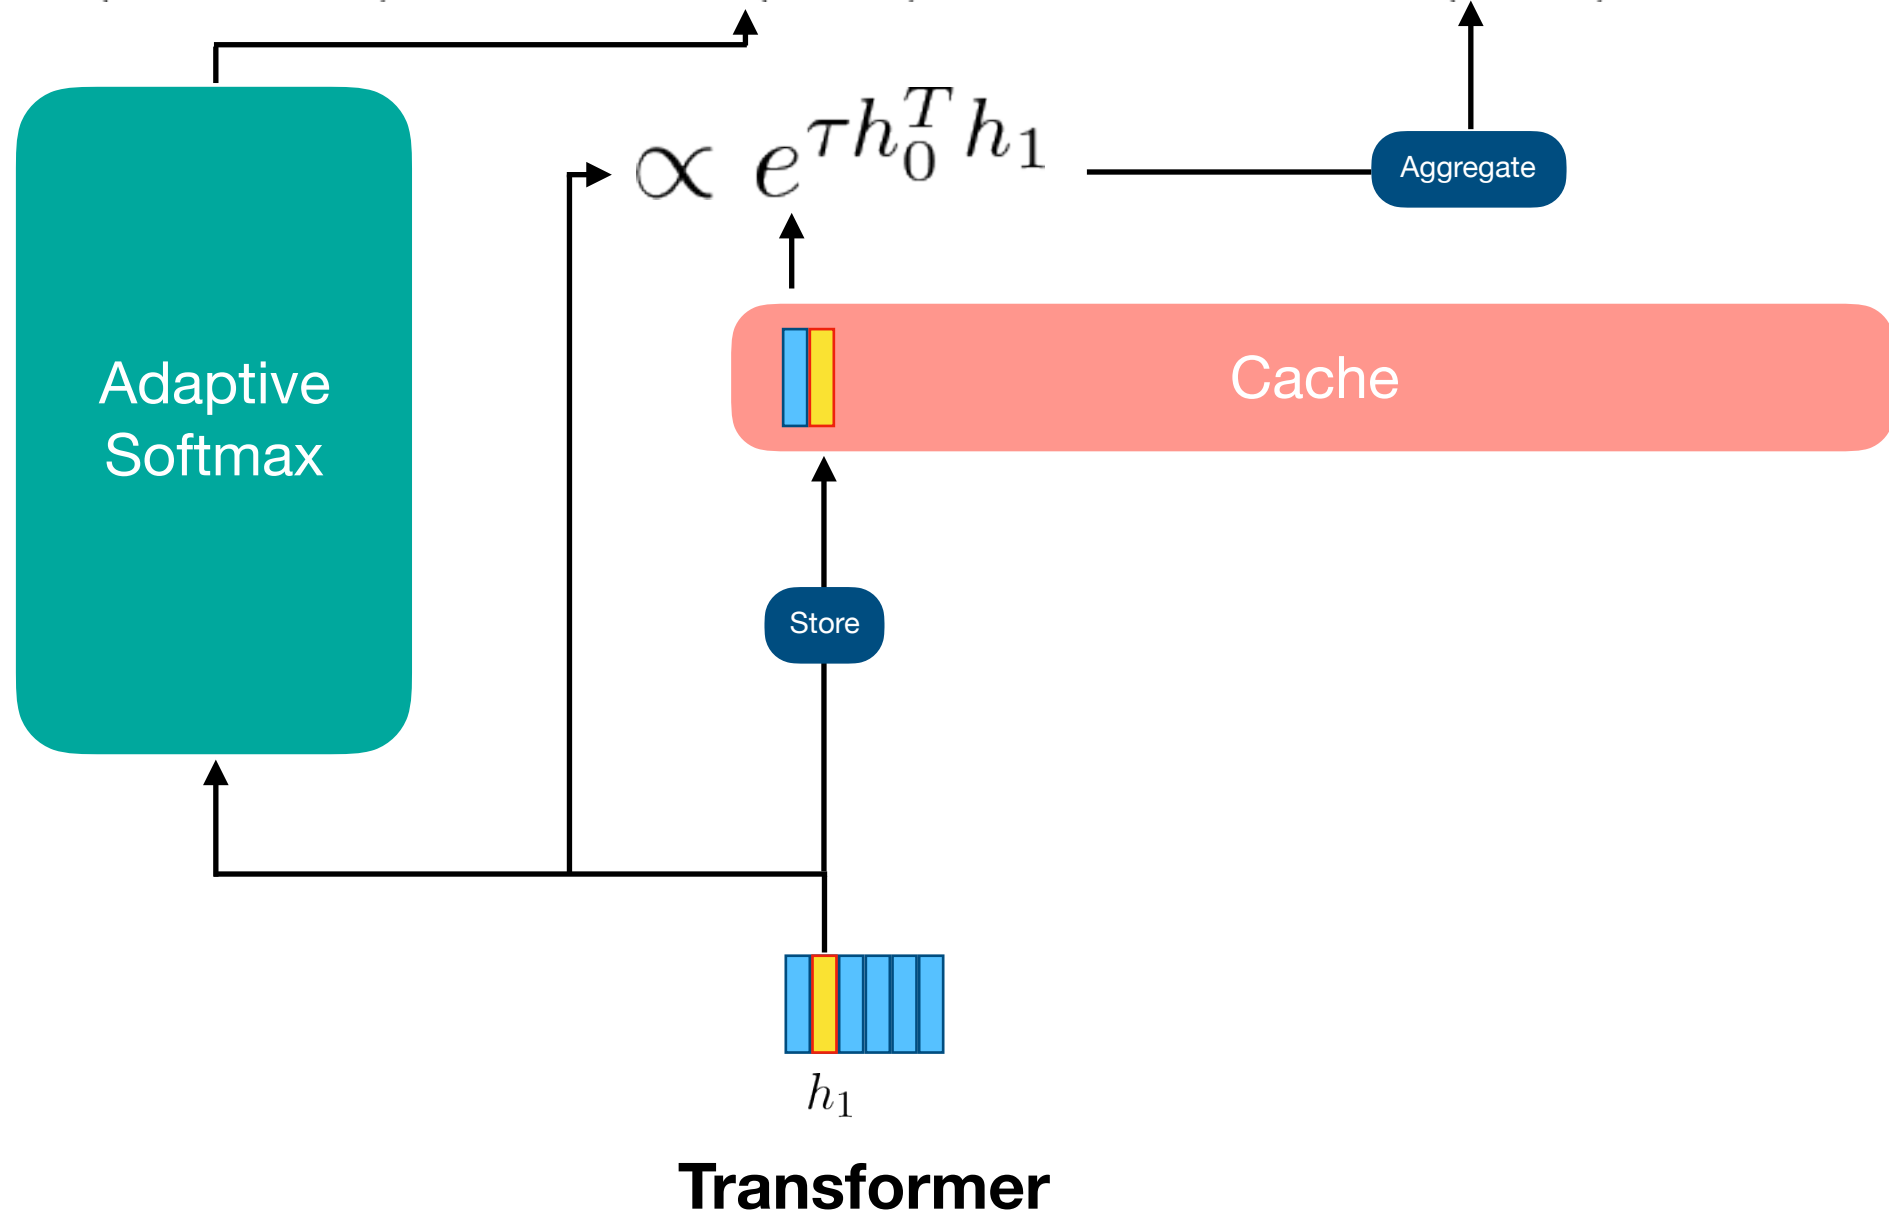 ∝ e^{τh_0^T h_1}
Aggregate
Adaptive
Softmax
Cache
Store
h_1
Transformer